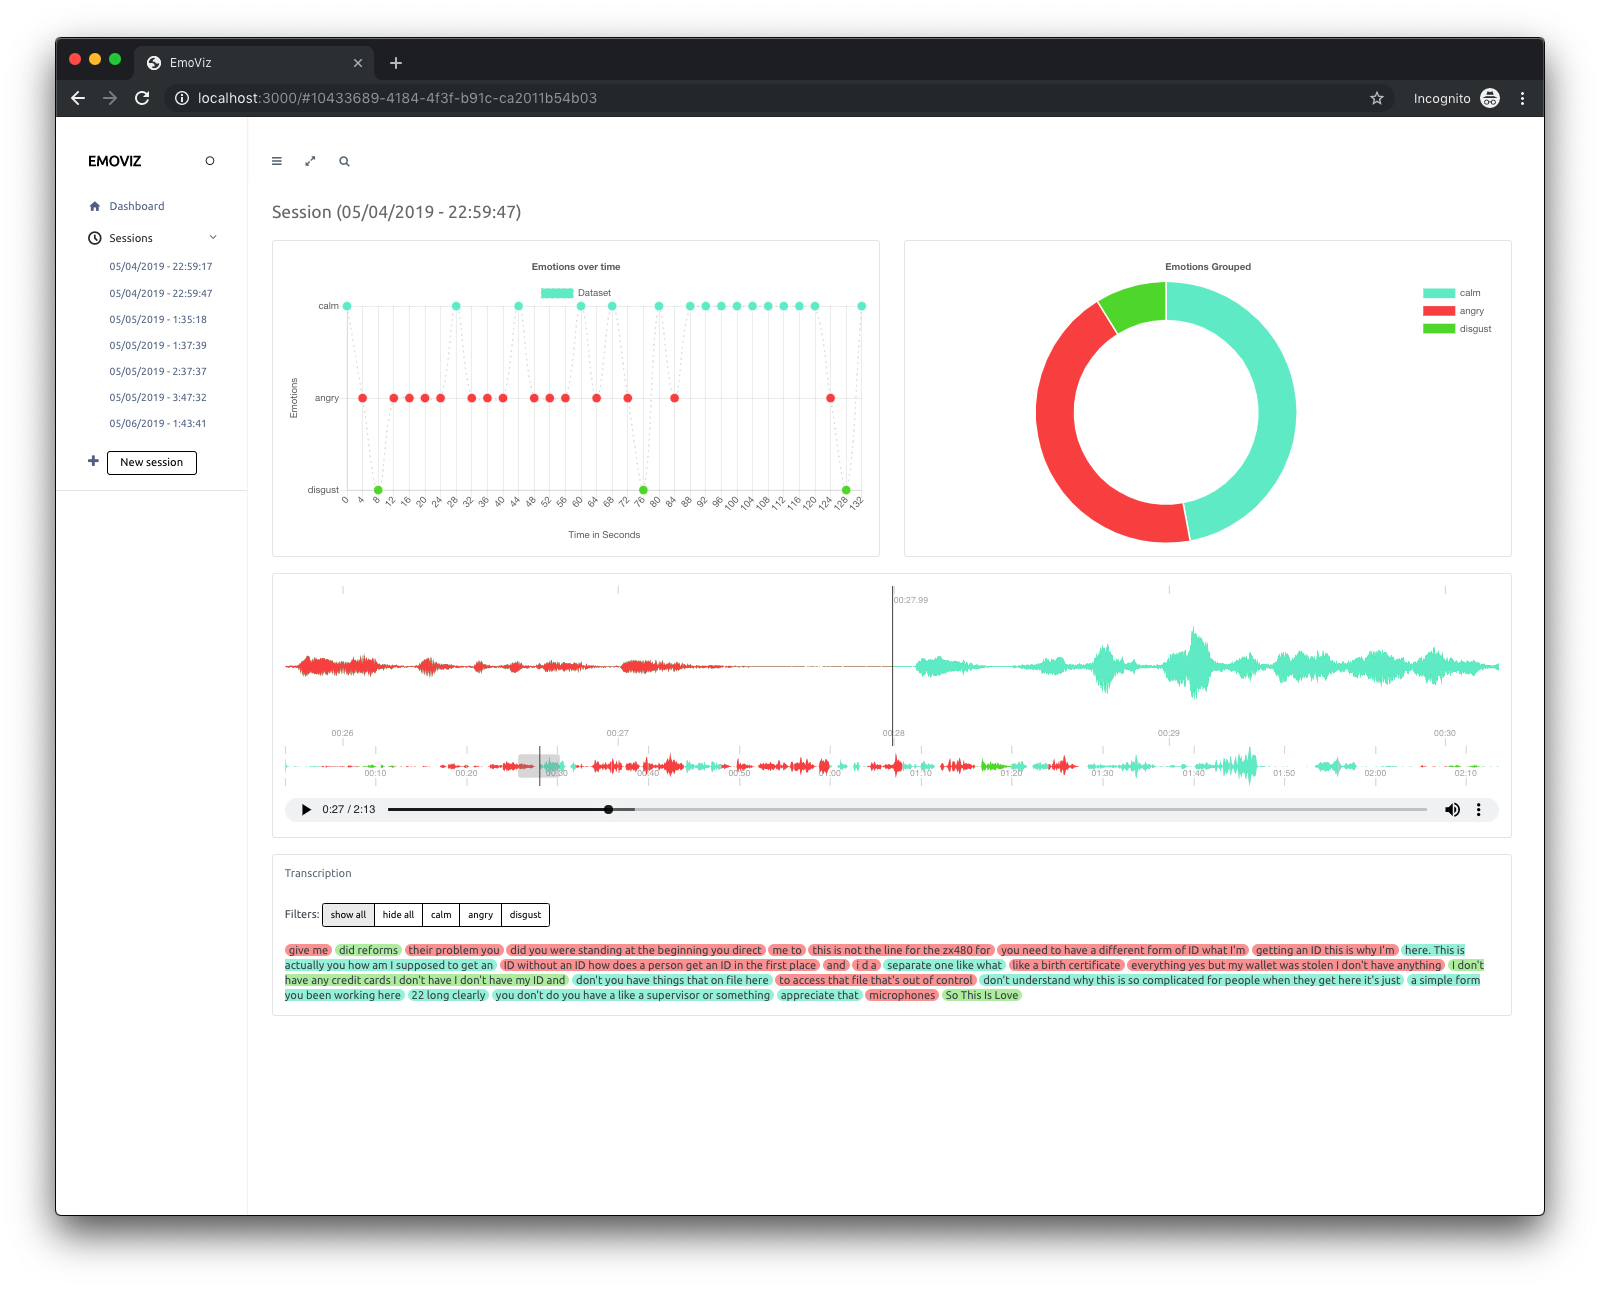 EmoViz
localhost:3000/#10433689-4184-4f3f-b91c-ca2011b54b03
Incognito
EMOVIZ
Dashboard
Sessions
05/04/2019 - 22:59:17
05/04/2019 - 22:59:47
05/05/2019 - 1:35:18
05/05/2019 - 1:37:39
05/05/2019 - 2:37:37
05/05/2019 - 3:47:32
05/06/2019 - 1:43:41
New session
Session (05/04/2019 - 22:59:47)
Emotions over time
Dataset
calm
angry
disgust
Emotions
0 4 8 12 16 20 24 28 32 36 40 44 48 52 56 60 64 68 72 76 80 84 88 92 96 100 104 108 112 116 120 124 128 132
Time in Seconds
Emotions Grouped
calm
angry
disgust
00:27.99
00:26 00:27 00:28 00:29 00:30
00:10 00:20 00:30 00:40 00:50 01:00 01:10 01:20 01:30 01:40 01:50 02:00 02:10
0:27 / 2:13
Transcription
Filters: show all hide all calm angry disgust
give me did reforms their problem you did you were standing at the beginning you direct me to this is not the line for the zx480 for you need to have a different form of ID what I'm getting an ID this is why I'm here. This is
actually you how am I supposed to get an ID without an ID how does a person get an ID in the first place and i d a separate one like what like a birth certificate everything yes but my wallet was stolen I don't have anything I don't
have any credit cards I don't have I don't have my ID and don't you have things that on file here to access that file that's out of control don't understand why this is so complicated for people when they get here it's just a simple form
you been working here 22 long clearly you don't do you have a like a supervisor or something appreciate that microphones So This Is Love